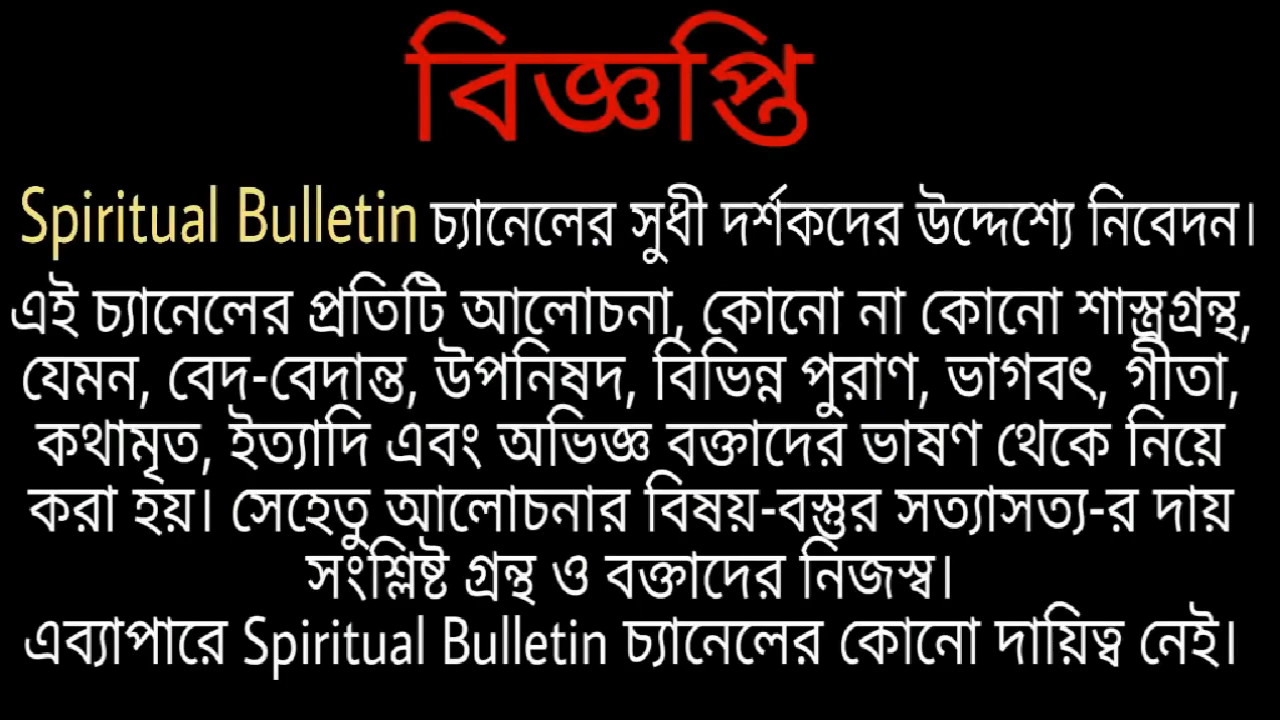 বিজ্ঞপ্তি
Spiritual Bulletin চ্যানেলের সুধী দর্শকদের উদ্দেশ্যে নিবেদন।
এই চ্যানেলের প্রতিটি আলোচনা, কোনো না কোনো শাস্ত্রগ্রন্থ,
যেমন, বেদ-বেদান্ত, উপনিষদ, বিভিন্ন পুরাণ, ভাগবৎ, গীতা,
কথামৃত, ইত্যাদি এবং অভিজ্ঞ বক্তাদের ভাষণ থেকে নিয়ে
করা হয়। সেহেতু আলোচনার বিষয়-বস্তুর সত্যাসত্য-র দায়
সংশ্লিষ্ট গ্রন্থ ও বক্তাদের নিজস্ব।
এব্যাপারে Spiritual Bulletin চ্যানেলের কোনো দায়িত্ব নেই।